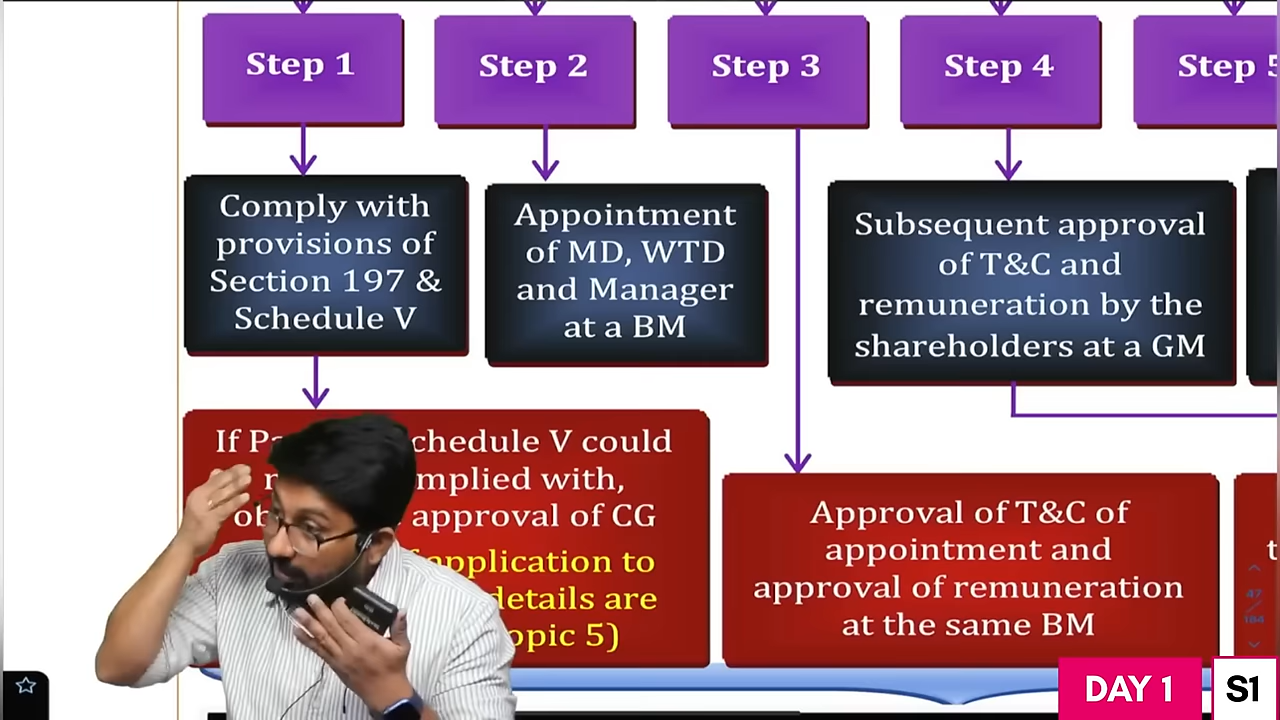 Step 1
Step 2
Step 3
Step 4
Step
Comply with
provisions of
Section 197 &
Schedule V
Appointment
of MD, WTD
and Manager
at a BM
Subsequent approval
of T&C and
remuneration by the
shareholders at a GM
If chedule V could
mplied with,
approval of CG
application to
details are
opic 5)
Approval of T&C of
appointment and
approval of remuneration
at the same BM
47
184
DAY 1
S1